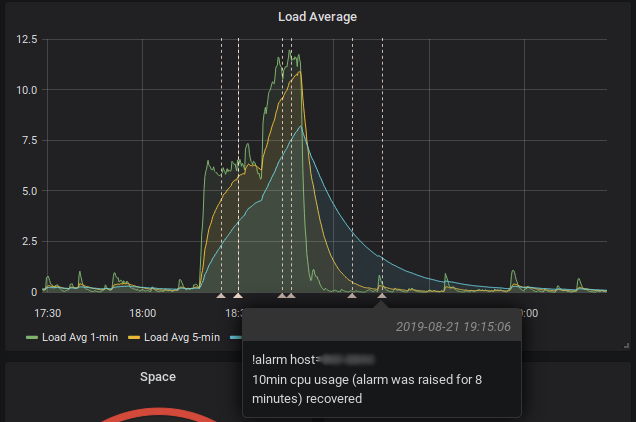 Load Average
12.5
10.0
7.5
5.0
2.5
0
17:30 18:00 18: :00
Load Avg 1-min Load Avg 5-min
2019-08-21 19:15:06
!alarm host=
10min cpu usage (alarm was raised for 8
minutes) recovered
Space